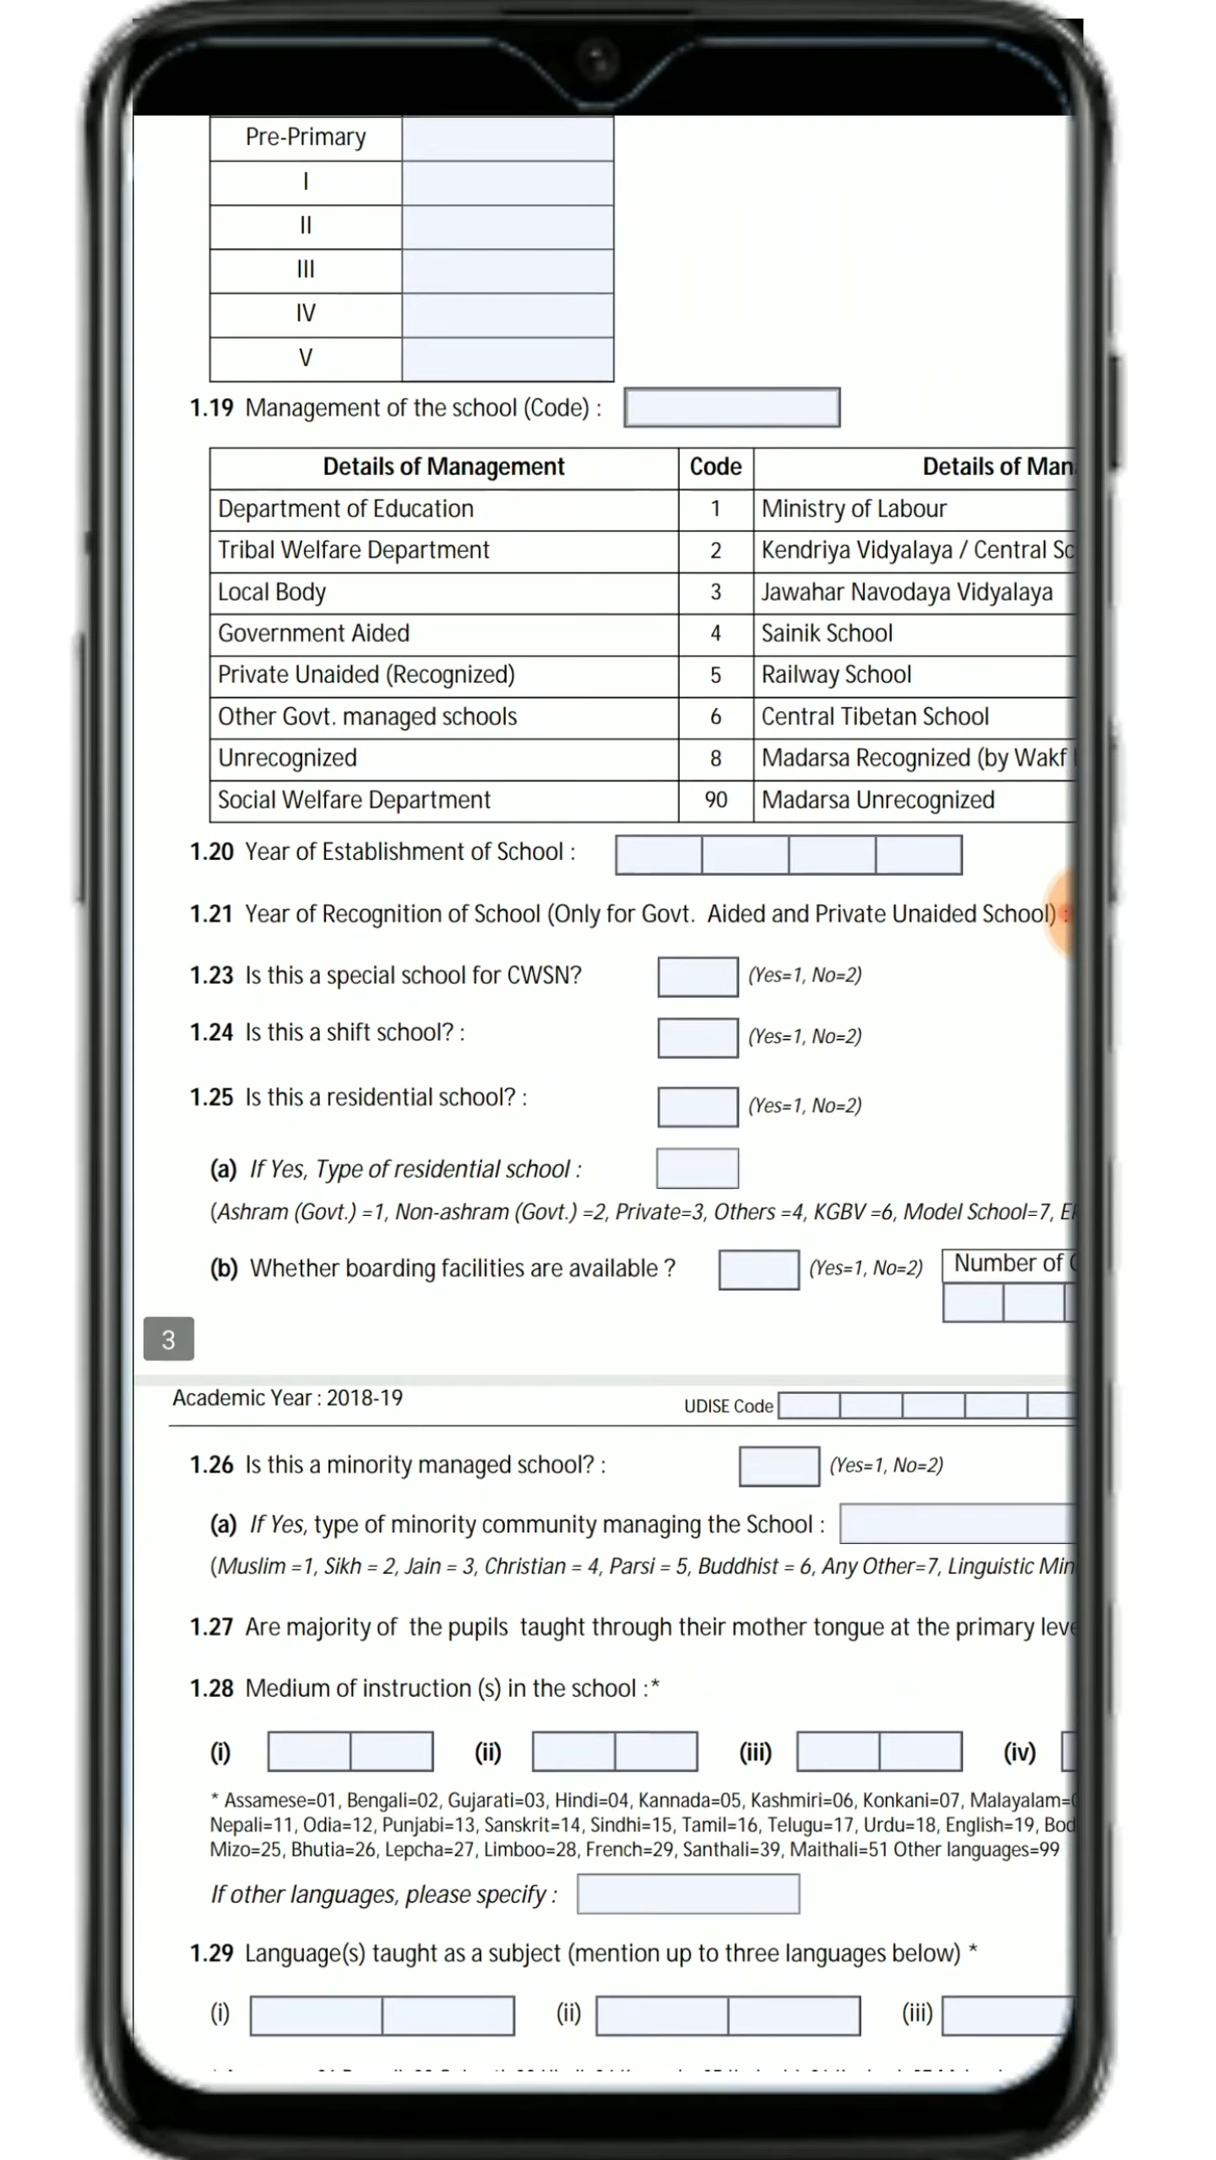 Pre-Primary
I
II
III
IV
V
1.19 Management of the school (Code) :
Details of Management Code Details of Man
Department of Education 1 Ministry of Labour
Tribal Welfare Department 2 Kendriya Vidyalaya / Central Sc
Local Body 3 Jawahar Navodaya Vidyalaya
Government Aided 4 Sainik School
Private Unaided (Recognized) 5 Railway School
Other Govt. managed schools 6 Central Tibetan School
Unrecognized 8 Madarsa Recognized (by Wakf
Social Welfare Department 90 Madarsa Unrecognized
1.20 Year of Establishment of School :
1.21 Year of Recognition of School (Only for Govt. Aided and Private Unaided School) :
1.23 Is this a special school for CWSN? (Yes=1, No=2)
1.24 Is this a shift school? : (Yes=1, No=2)
1.25 Is this a residential school? : (Yes=1, No=2)
(a) If Yes, Type of residential school :
(Ashram (Govt.) =1, Non-ashram (Govt.) =2, Private=3, Others =4, KGBV =6, Model School=7,
(b) Whether boarding facilities are available ? (Yes=1, No=2) Number of
3
Academic Year : 2018-19 UDISE Code
1.26 Is this a minority managed school? : (Yes=1, No=2)
(a) If Yes, type of minority community managing the School :
(Muslim =1, Sikh = 2, Jain = 3, Christian = 4, Parsi = 5, Buddhist = 6, Any Other=7, Linguistic Min
1.27 Are majority of the pupils taught through their mother tongue at the primary leve
1.28 Medium of instruction (s) in the school :*
(i) (ii) (iii) (iv)
* Assamese=01, Bengali=02, Gujarati=03, Hindi=04, Kannada=05, Kashmiri=06, Konkani=07, Malayalam=
Nepali=11, Odia=12, Punjabi=13, Sanskrit=14, Sindhi=15, Tamil=16, Telugu=17, Urdu=18, English=19, Bod
Mizo=25, Bhutia=26, Lepcha=27, Limboo=28, French=29, Santhali=39, Maithali=51 Other languages=99
If other languages, please specify :
1.29 Language(s) taught as a subject (mention up to three languages below) *
(i) (ii) (iii)